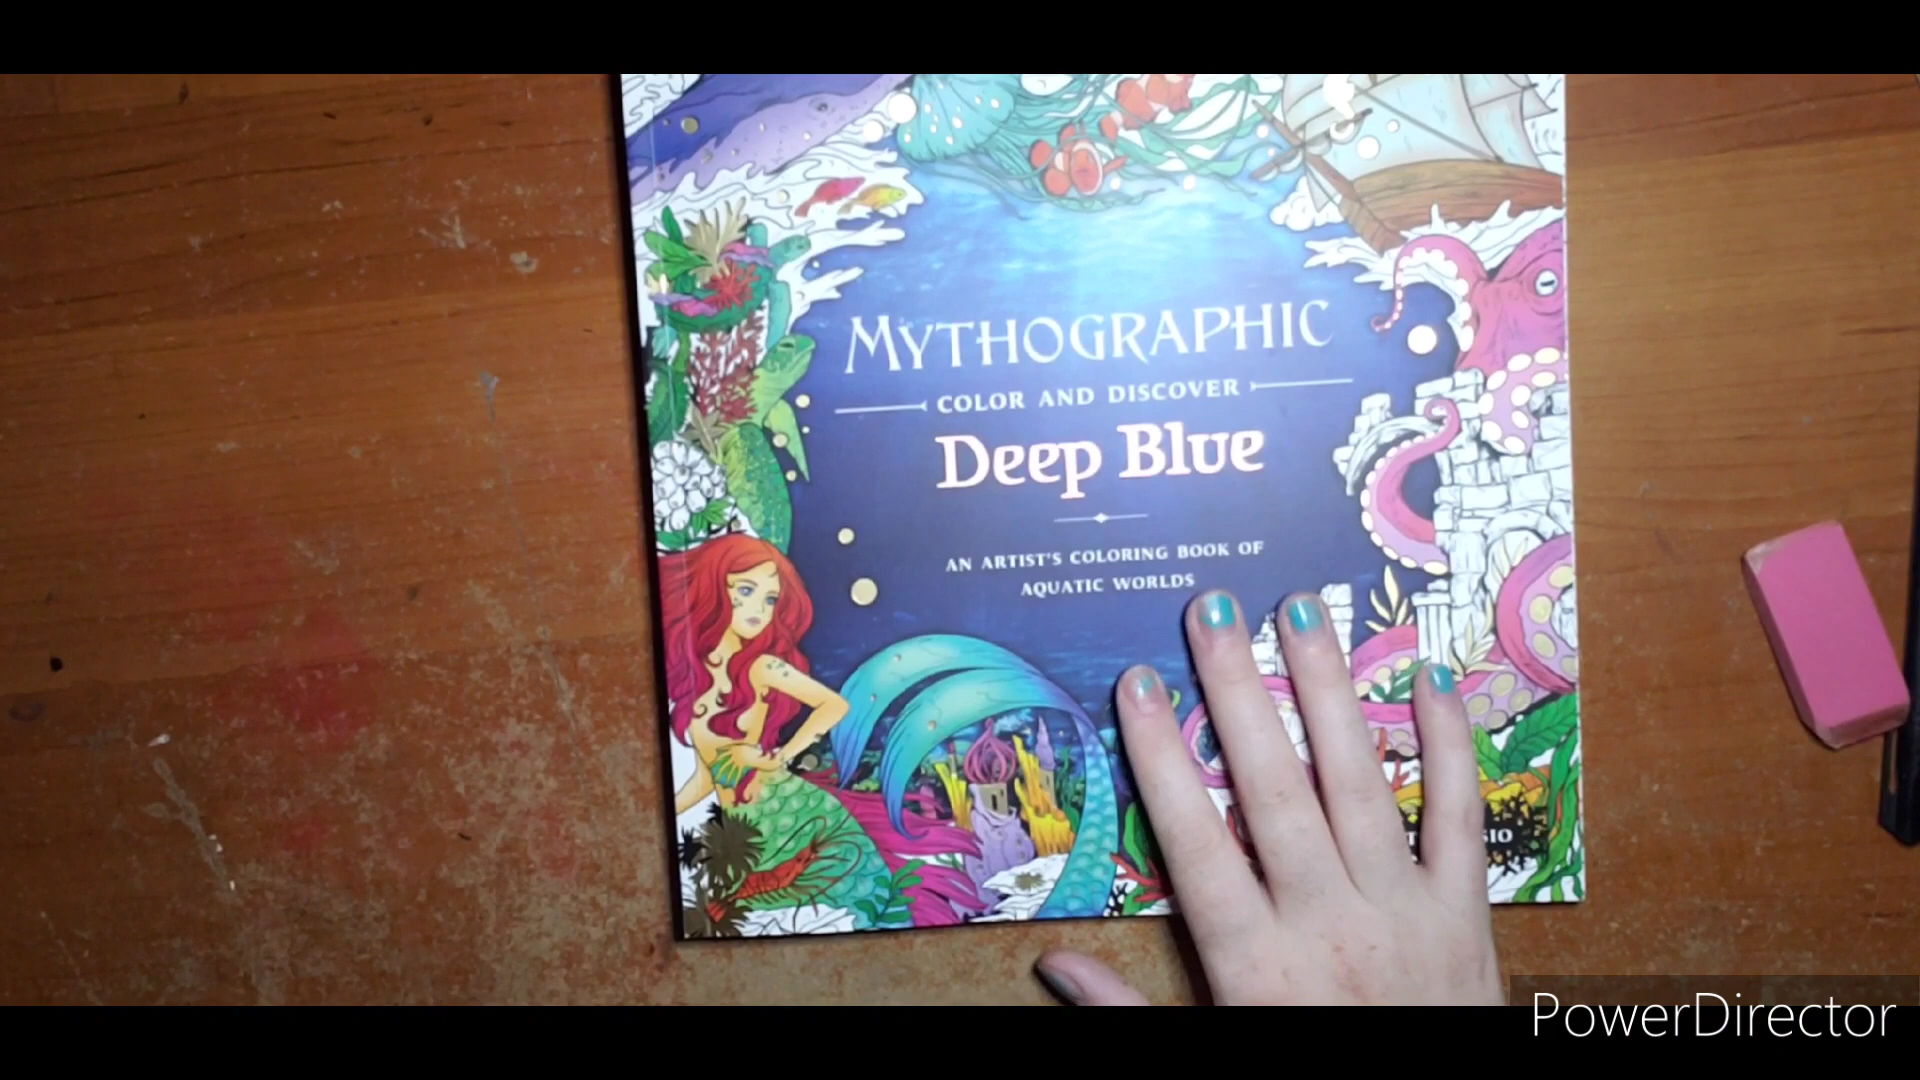 MYTHOGRAPHIC
COLOR AND DISCOVER
Deep Blue
AN ARTIST'S COLORING BOOK OF
AQUATIC WORLDS
PowerDirector